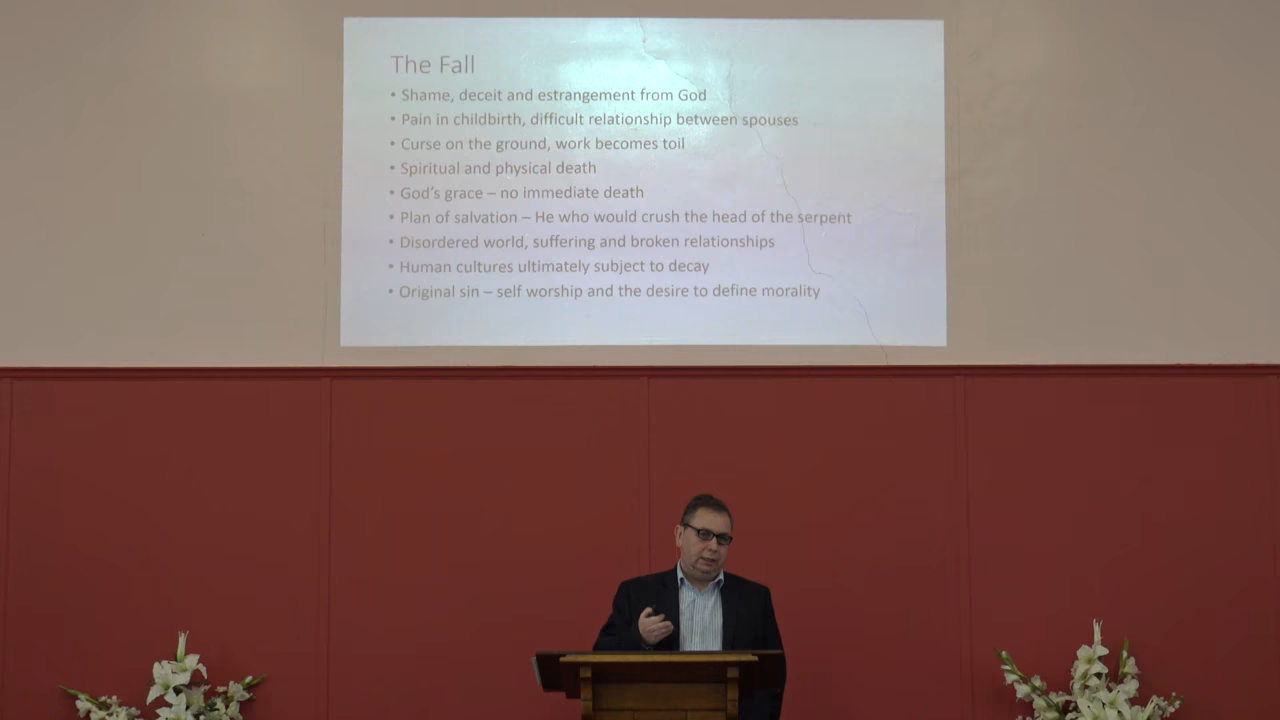 The Fall
• Shame, deceit and estrangement from God
• Pain in childbirth, difficult relationship between spouses
• Curse on the ground, work becomes toil
• Spiritual and physical death
• God's grace – no immediate death
• Plan of salvation – He who would crush the head of the serpent
• Disordered world, suffering and broken relationships
• Human cultures ultimately subject to decay
• Original sin – self worship and the desire to define morality